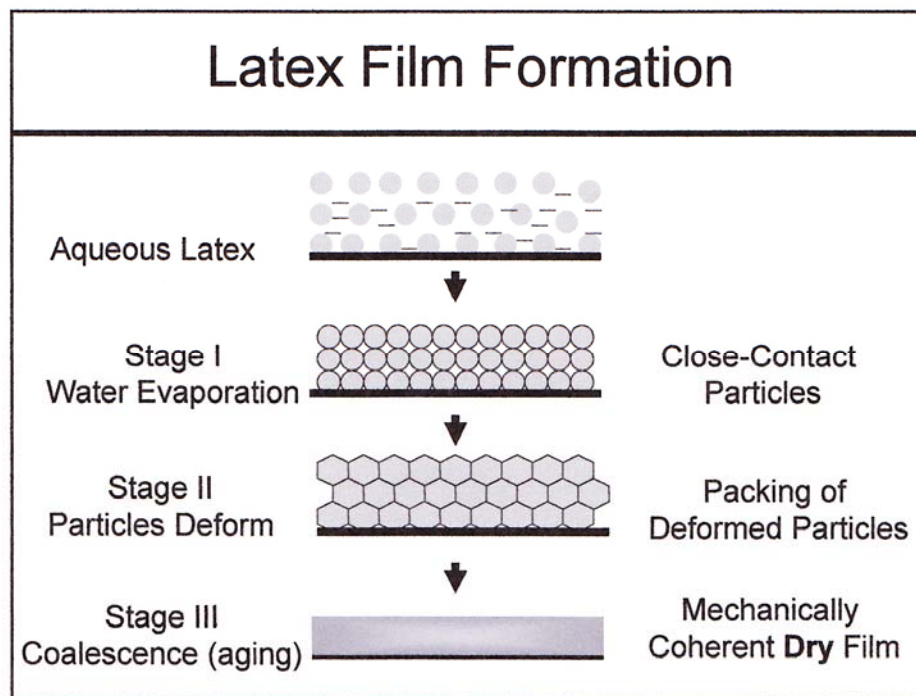 Latex Film Formation
Aqueous Latex
Stage I
Water Evaporation
Close-Contact
Particles
Stage II
Particles Deform
Packing of
Deformed Particles
Stage III
Coalescence (aging)
Mechanically
Coherent Dry Film